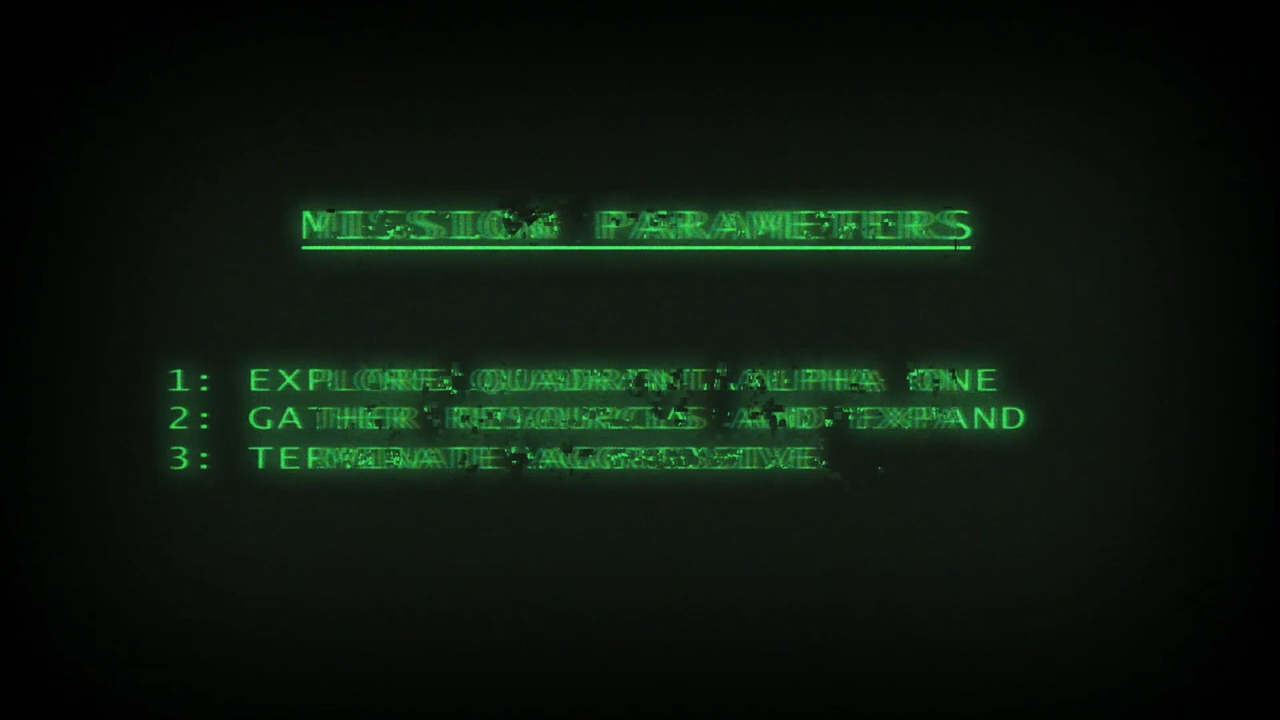 MISSION PARAMETERS
1: EXPLORE QUADRANT ALPHA ONE
2: GATHER RESOURCES AND EXPAND
3: TERMINATE AGGRESSIVE